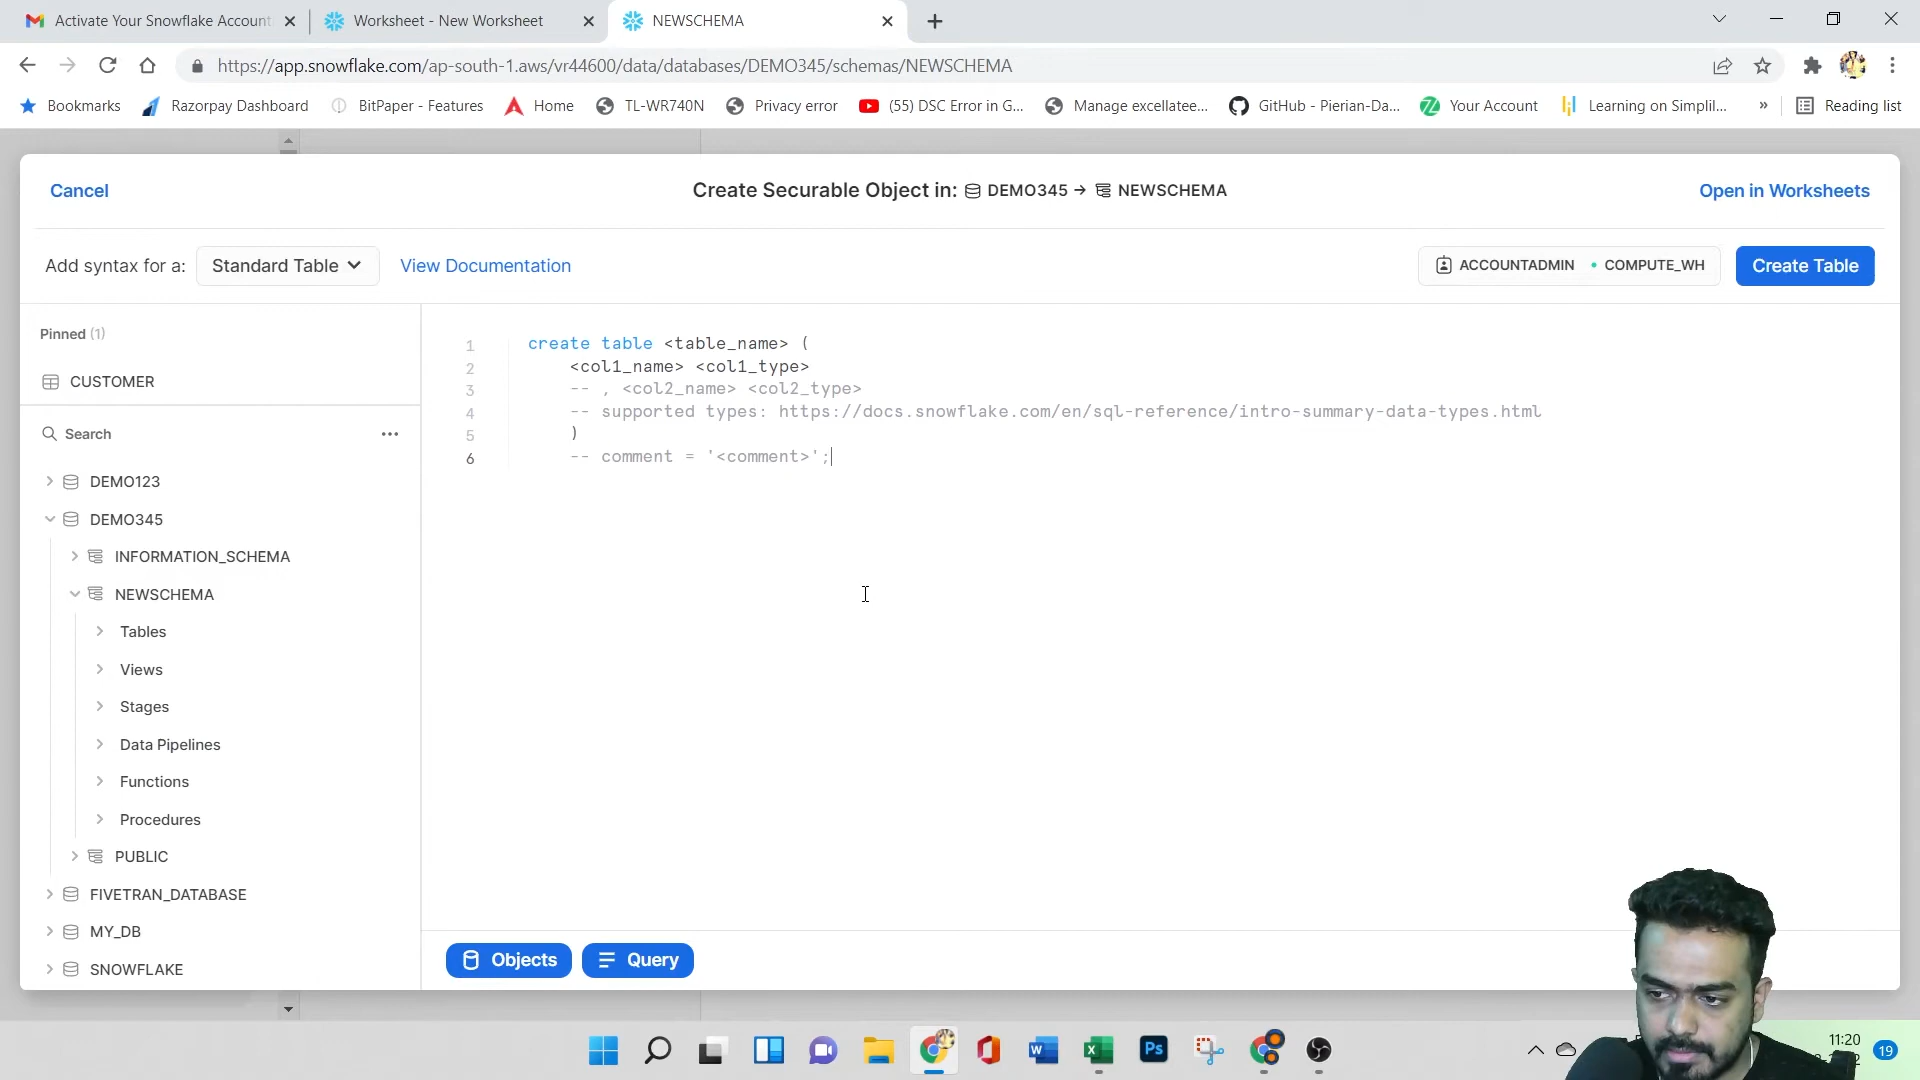 Activate Your Snowflake Account
Worksheet - New Worksheet
NEWSCHEMA
https://app.snowflake.com/ap-south-1.aws/vr44600/data/databases/DEMO345/schemas/NEWSCHEMA
Bookmarks
Razorpay Dashboard
BitPaper - Features
Home
TL-WR740N
Privacy error
(55) DSC Error in G...
Manage excellatee...
GitHub - Pierian-Da...
Your Account
Learning on Simplil...
»
Reading list
Cancel
Create Securable Object in: DEMO345 → NEWSCHEMA
Open in Worksheets
Add syntax for a: Standard Table
View Documentation
ACCOUNTADMIN • COMPUTE_WH
Create Table
Pinned (1)
CUSTOMER
Search
DEMO123
DEMO345
INFORMATION_SCHEMA
NEWSCHEMA
Tables
Views
Stages
Data Pipelines
Functions
Procedures
PUBLIC
FIVETRAN_DATABASE
MY_DB
SNOWFLAKE
1 create table <table_name> (
2 <col1_name> <col1_type>
3 -- , <col2_name> <col2_type>
4 -- supported types: https://docs.snowflake.com/en/sql-reference/intro-summary-data-types.html
5 )
6 -- comment = '<comment>';
Objects
Query
Ps
11:20
19